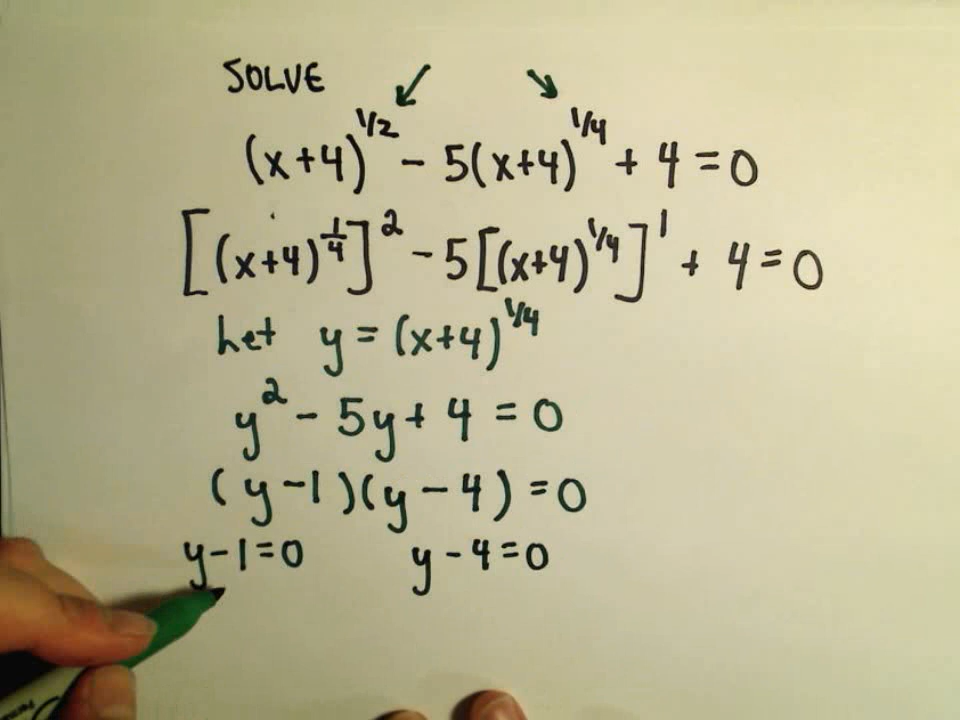 SOLVE
(x+4)^{1/2} - 5(x+4)^{1/4} + 4 = 0
[(x+4)^{1/4}]^2 - 5[(x+4)^{1/4}]^1 + 4 = 0
Let y = (x+4)^{1/4}
y^2 - 5y + 4 = 0
(y-1)(y-4) = 0
y-1=0 y-4=0